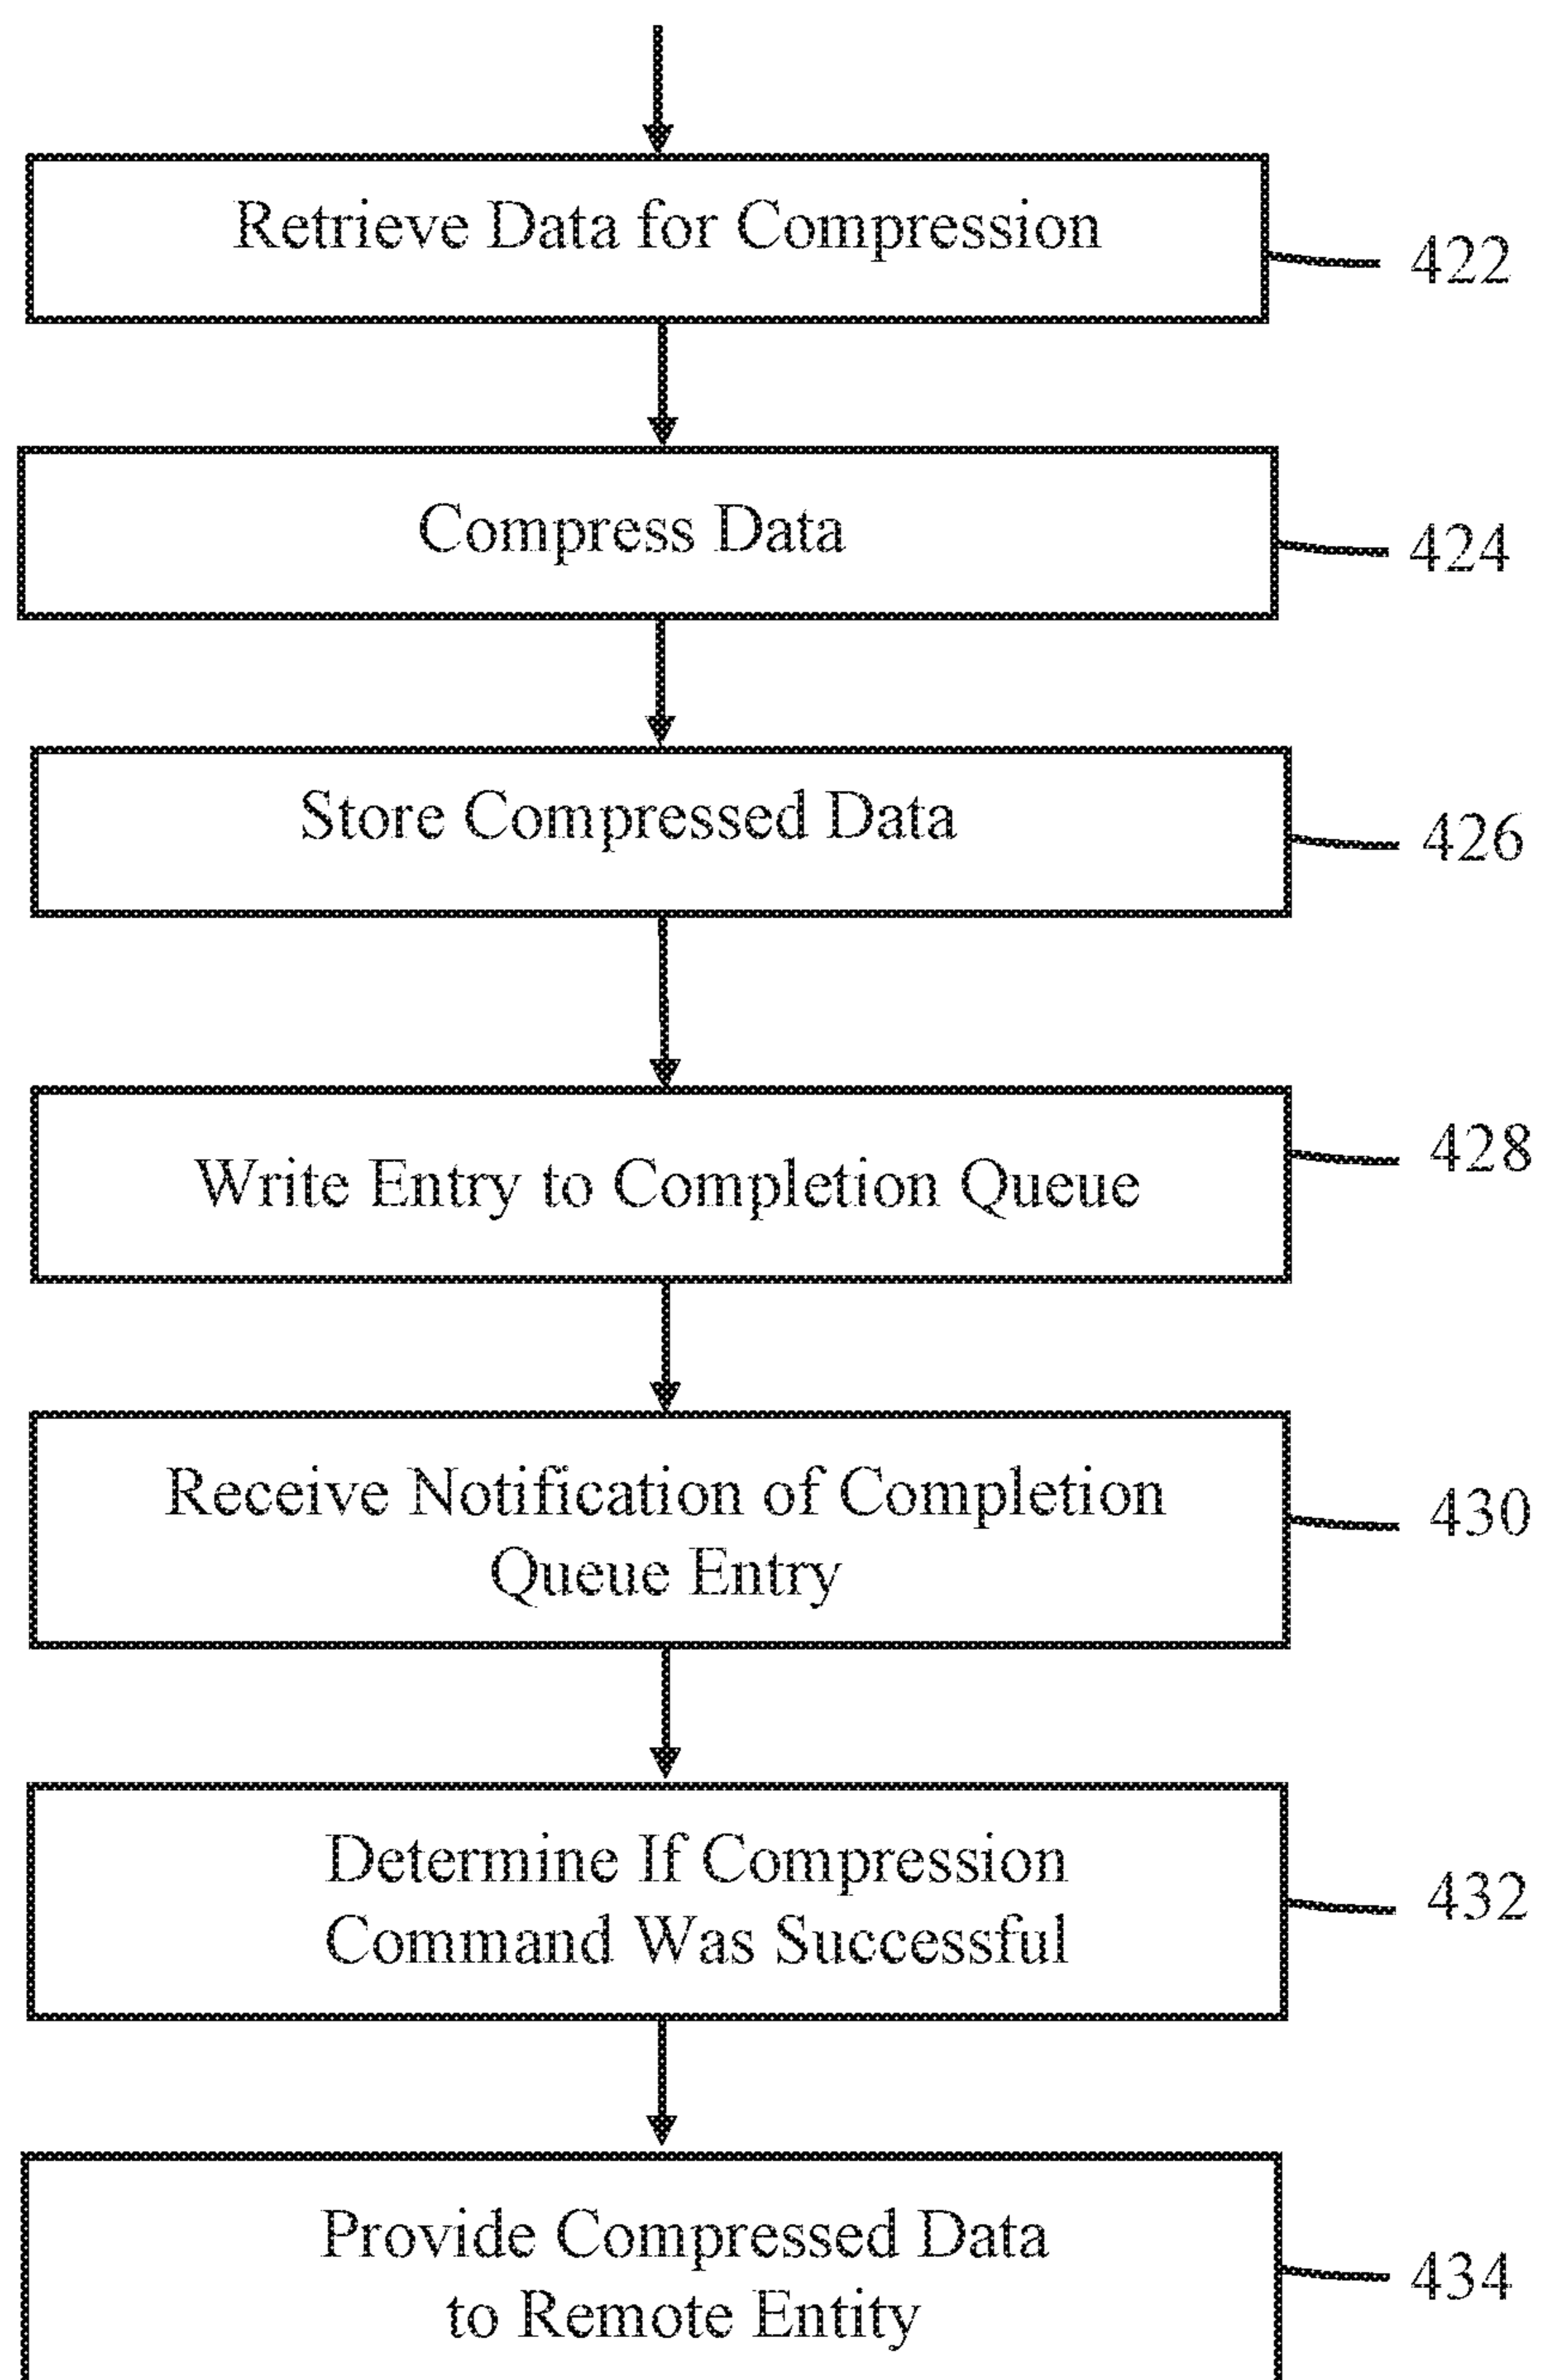 Retrieve Data for Compression
422
Compress Data
424
Store Compressed Data
426
Write Entry to Completion Queue
428
Receive Notification of Completion
Queue Entry
430
Determine If Compression
Command Was Successful
432
Provide Compressed Data
to Remote Entity
434